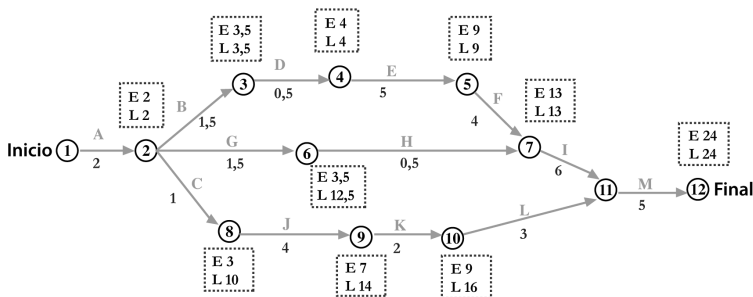 E 4
L 4
E 3,5
L 3,5
E 9
L 9
D
0,5
3
4
E
5
5
E 2
L 2
B
1,5
F
4
E 13
L 13
E 24
L 24
Inicio
1
A
2
2
G
1,5
6
H
0,5
7
I
6
E 3,5
L 12,5
C
1
11
M
5
12
Final
8
J
4
9
K
2
10
L
3
E 3
L 10
E 7
L 14
E 9
L 16